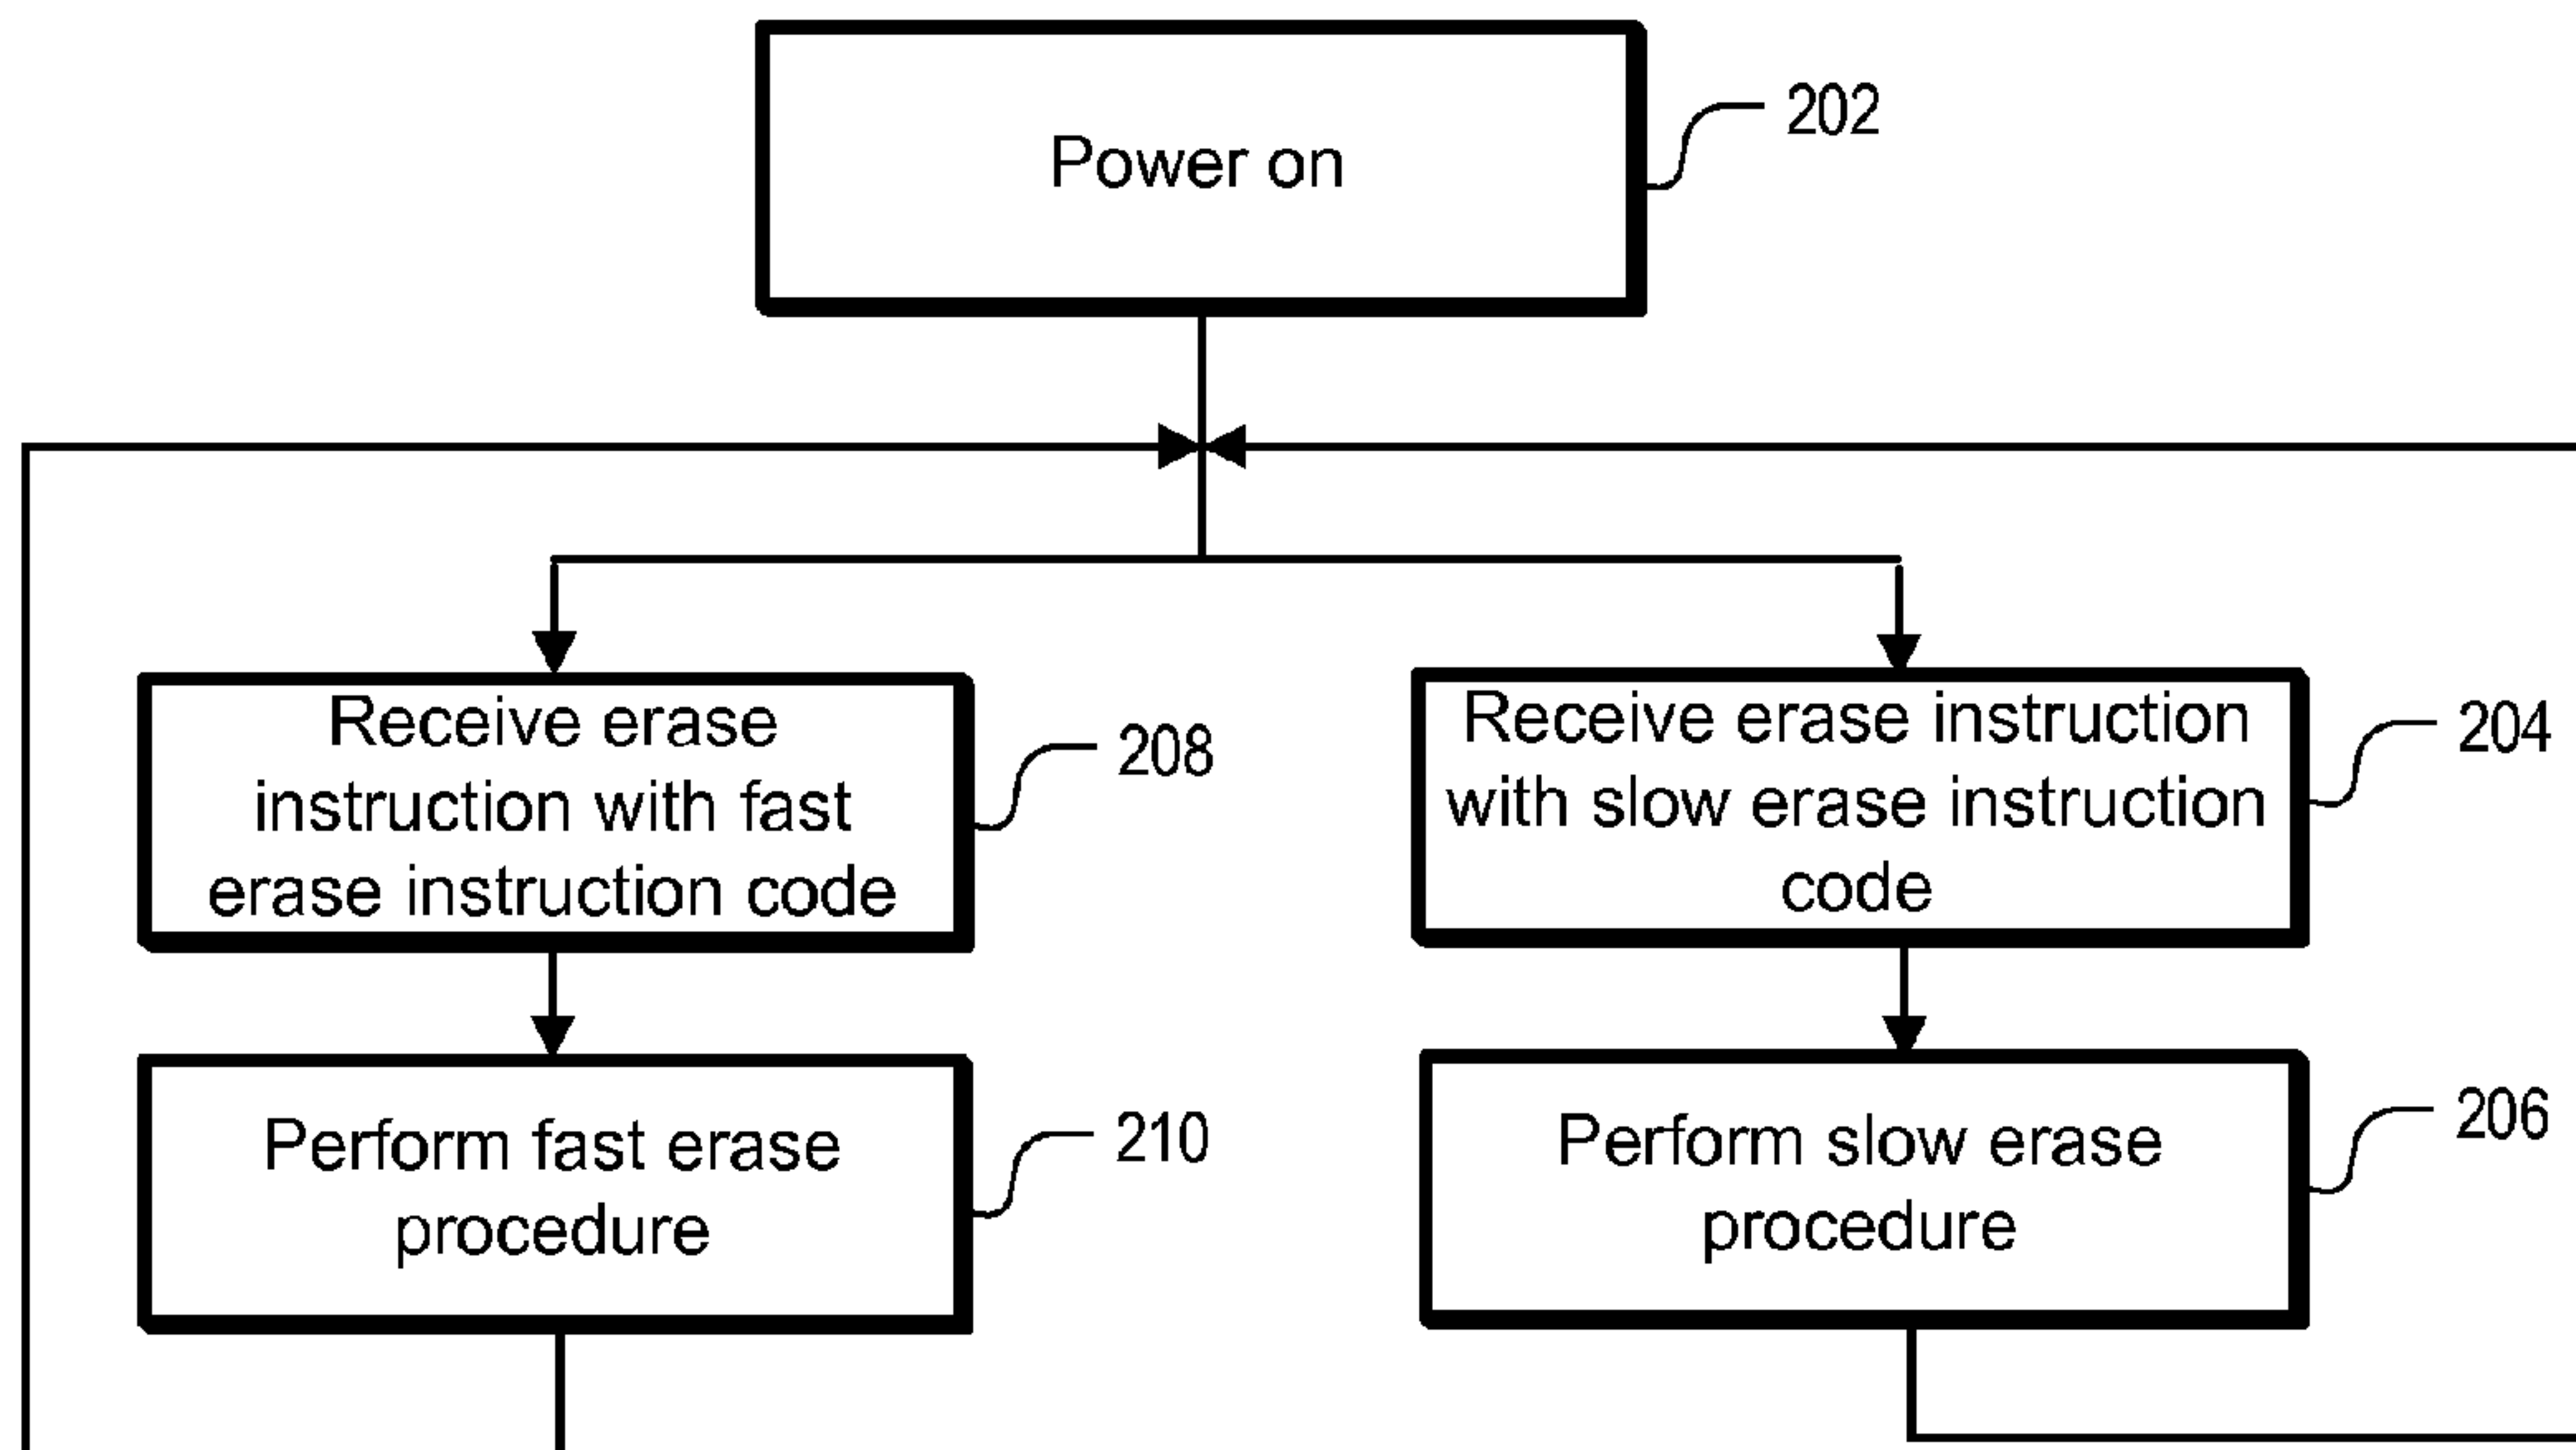 Power on
202
Receive erase
instruction with fast
erase instruction code
208
Receive erase instruction
with slow erase instruction
code
204
Perform fast erase
procedure
210
Perform slow erase
procedure
206